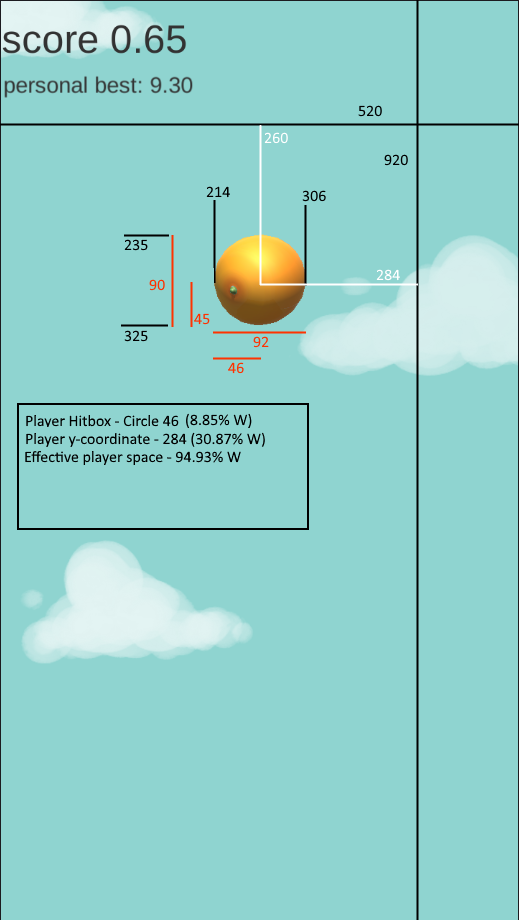 score 0.65
personal best: 9.30
520
260
920
214
306
235
284
90
45
325
92
46
Player Hitbox - Circle 46 (8.85% W)
Player y-coordinate - 284 (30.87% W)
Effective player space - 94.93% W